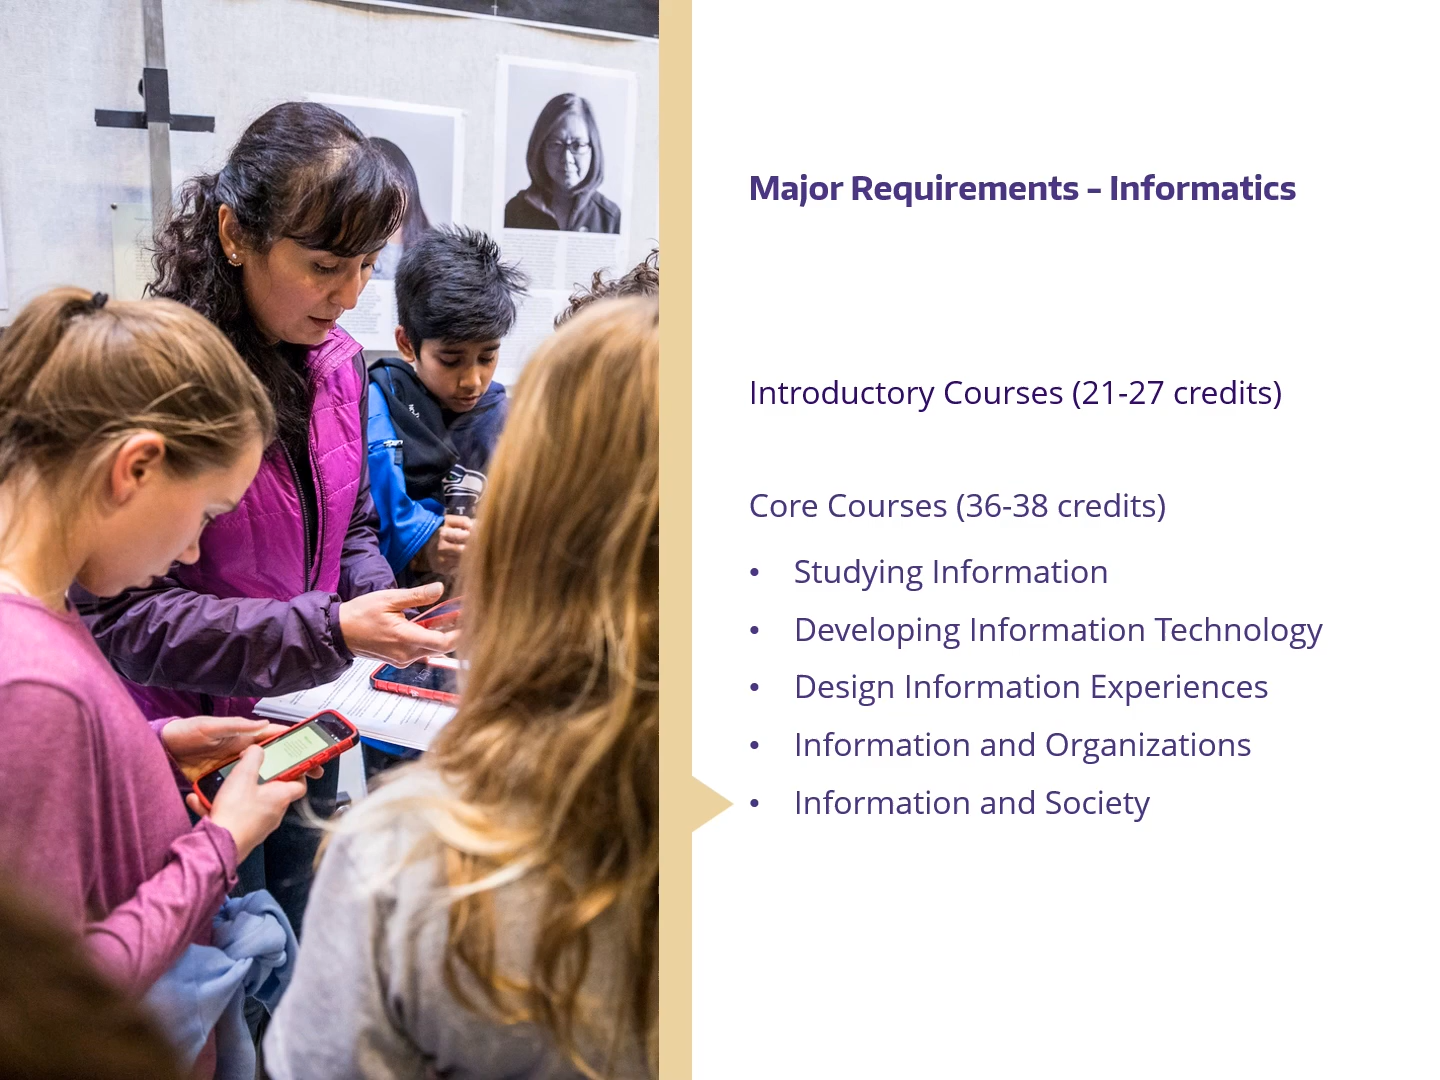 Major Requirements – Informatics
Introductory Courses (21-27 credits)
Core Courses (36-38 credits)
• Studying Information
• Developing Information Technology
• Design Information Experiences
• Information and Organizations
• Information and Society